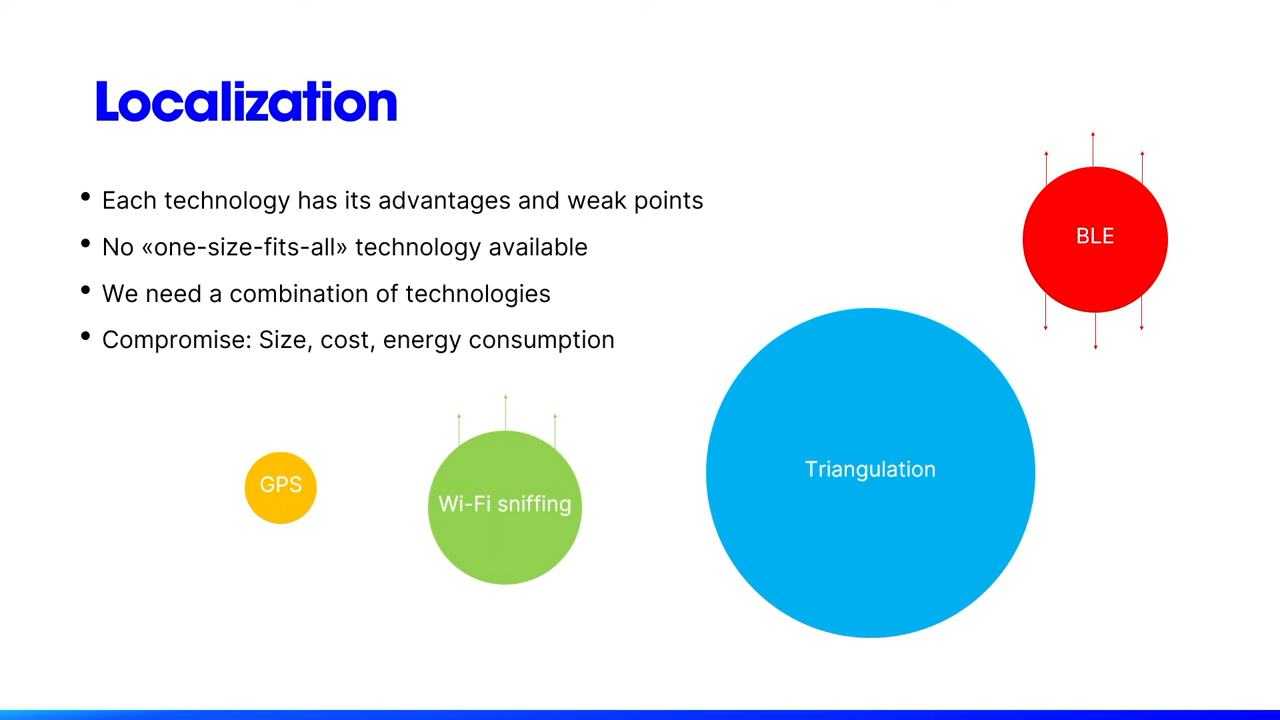 Localization
• Each technology has its advantages and weak points
• No «one-size-fits-all» technology available
• We need a combination of technologies
• Compromise: Size, cost, energy consumption
BLE
GPS
Wi-Fi sniffing
Triangulation